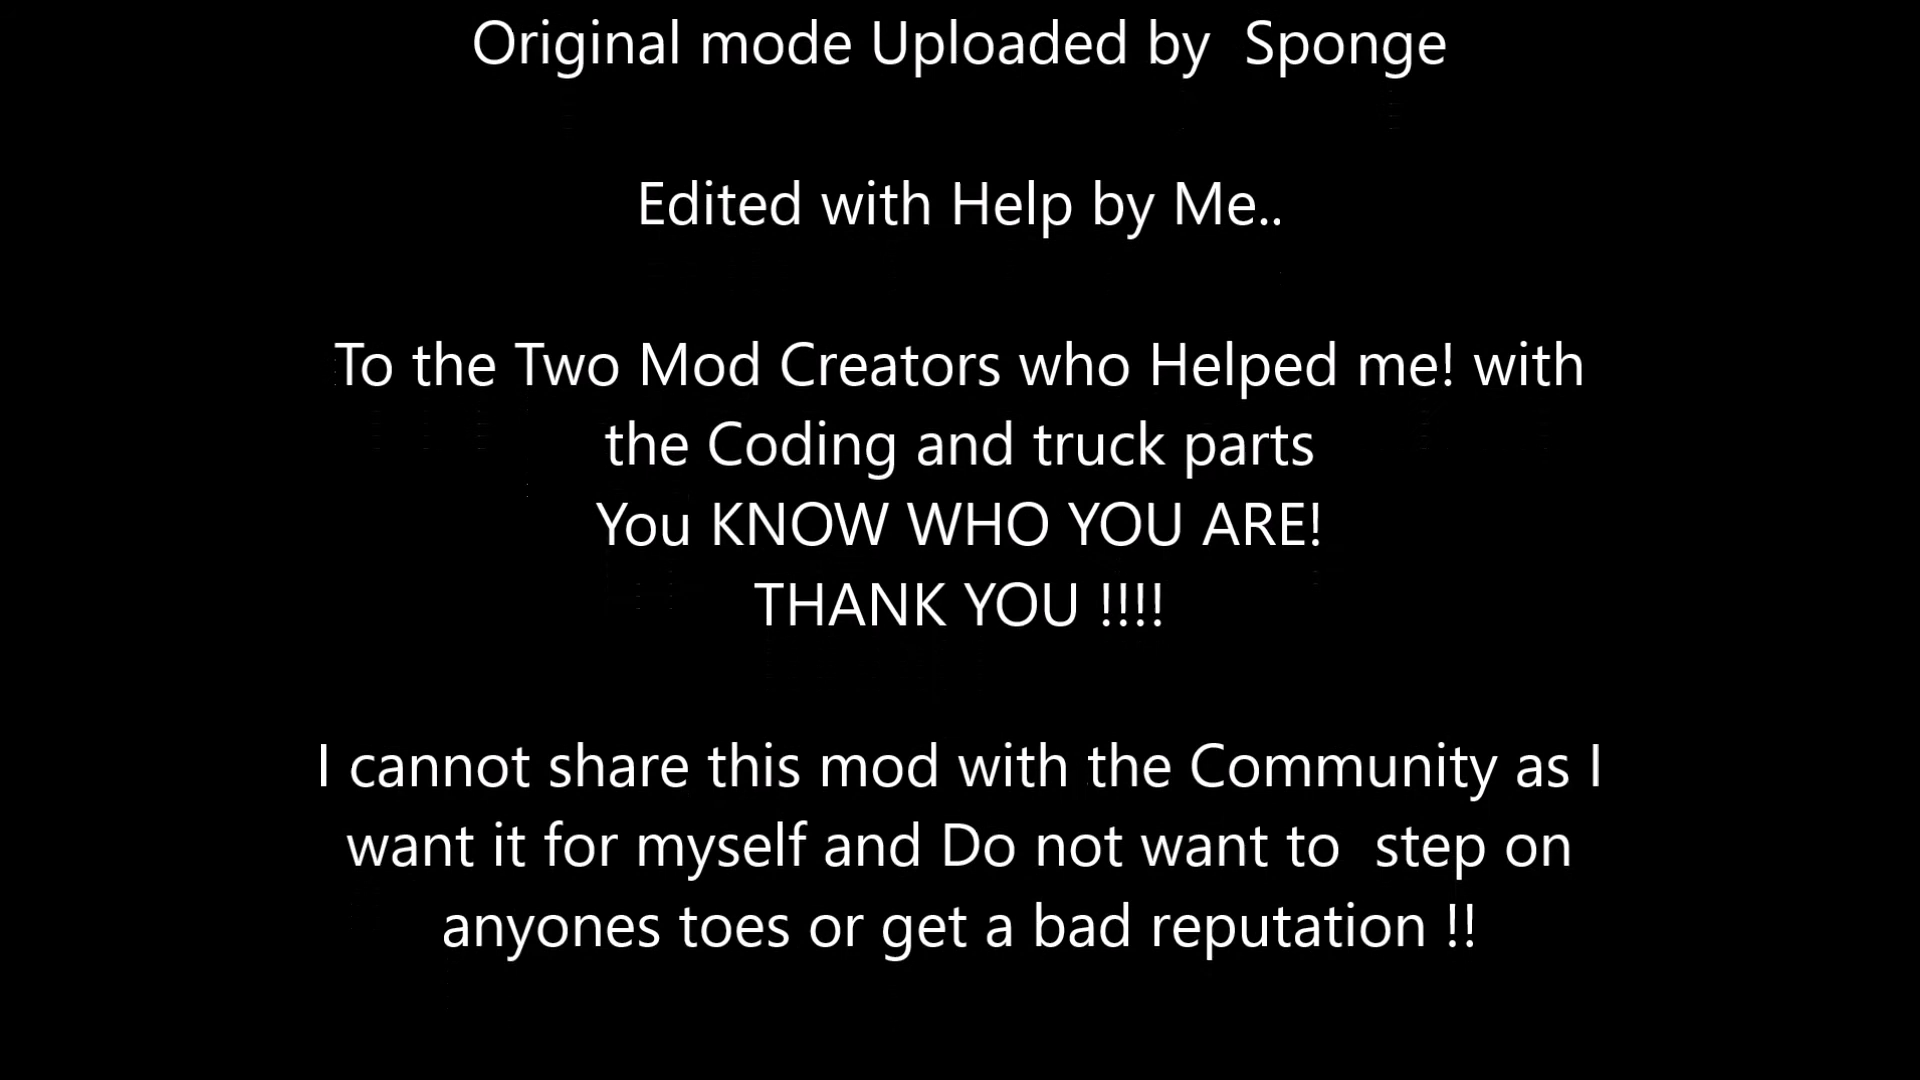 Original mode Uploaded by  Sponge
Edited with Help by Me..
To the Two Mod Creators who Helped me! with
the Coding and truck parts
You KNOW WHO YOU ARE!
THANK YOU !!!!
I cannot share this mod with the Community as I
want it for myself and Do not want to  step on
anyones toes or get a bad reputation !!